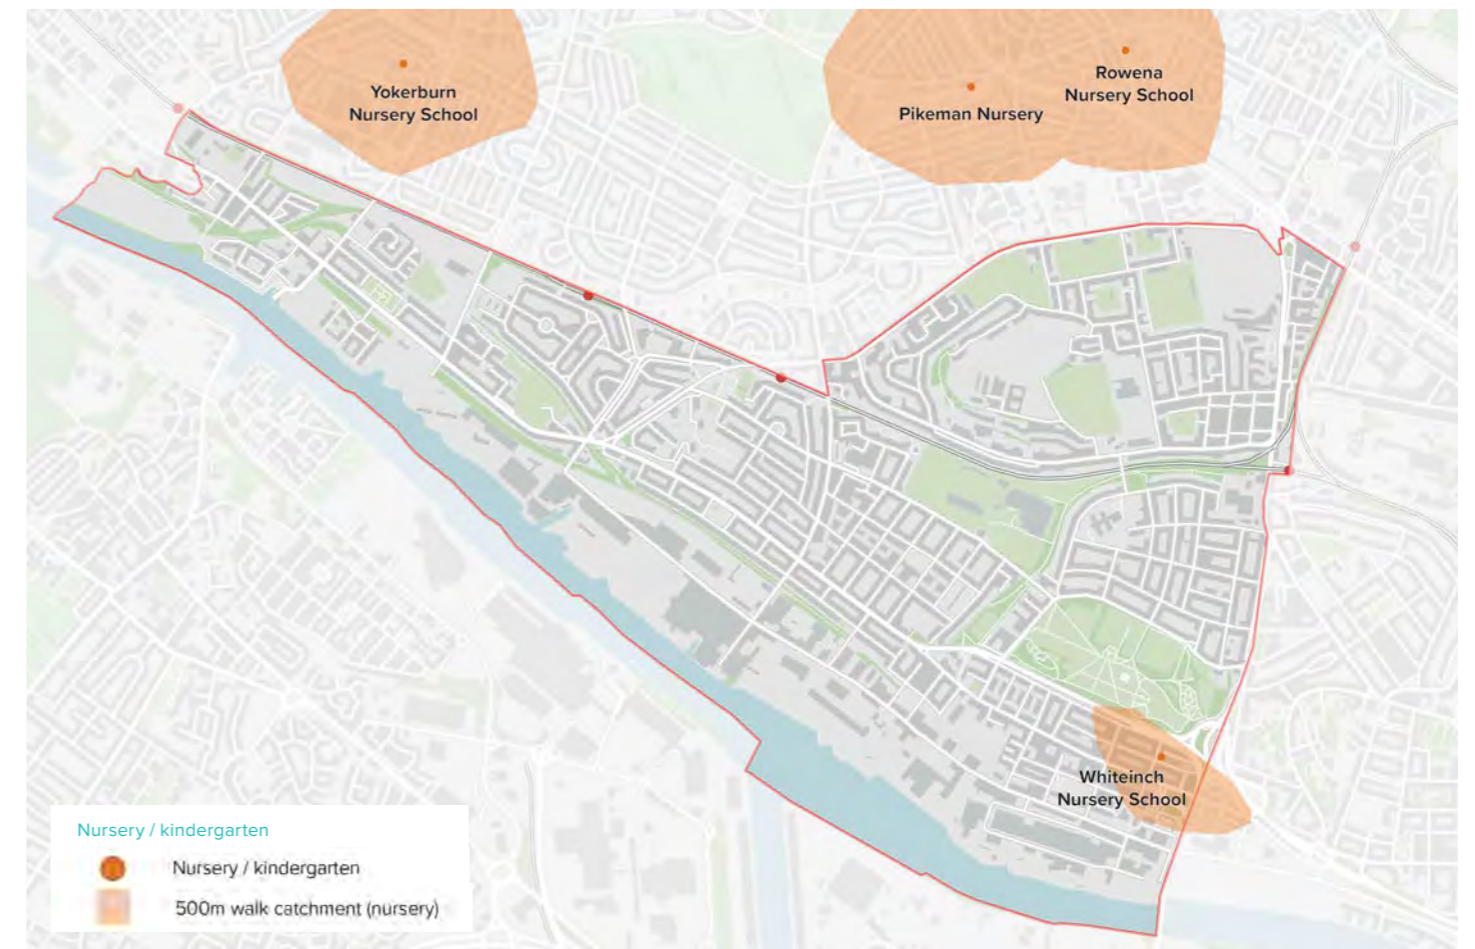 Yokerburn
Nursery School
Pikeman Nursery
Rowena
Nursery School
Whiteinch
Nursery School
Nursery / kindergarten
Nursery / kindergarten
500m walk catchment (nursery)